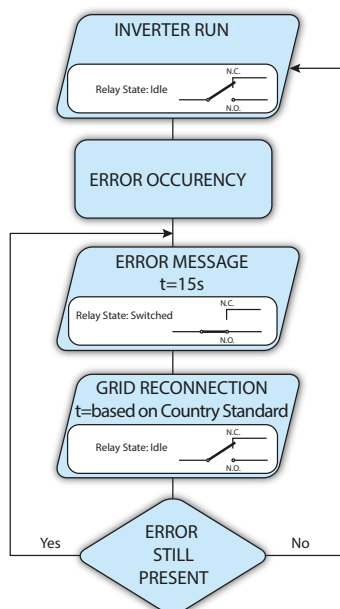 INVERTER RUN
N.C.
Relay State: Idle
N.O.
ERROR OCCURENCY
ERROR MESSAGE
t=15s
N.C.
Relay State: Switched
N.O.
GRID RECONNECTION
t=based on Country Standard
N.C.
Relay State: Idle
N.O.
Yes
ERROR
STILL
PRESENT
No